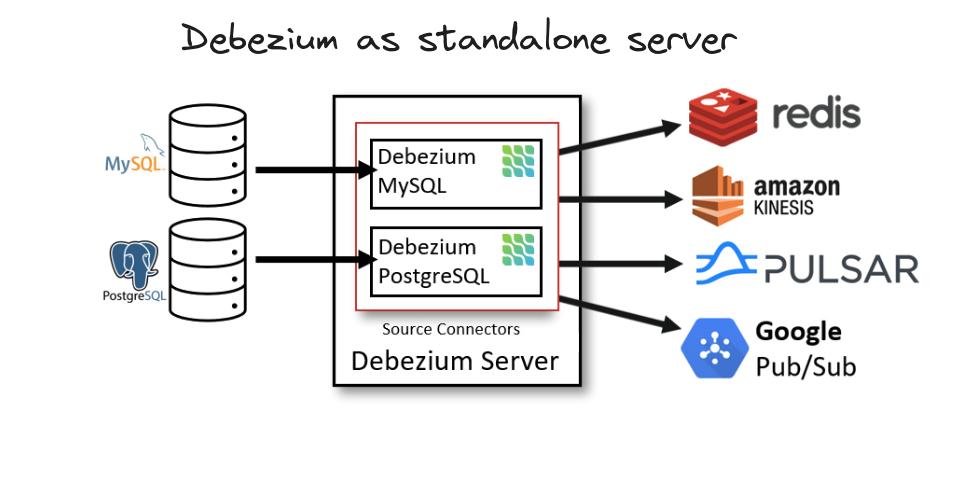 Debezium as standalone server
MySQL
PostgreSQL
Debezium
MySQL
Debezium
PostgreSQL
Source Connectors
Debezium Server
redis
amazon
KINESIS
PULSAR
Google
Pub/Sub